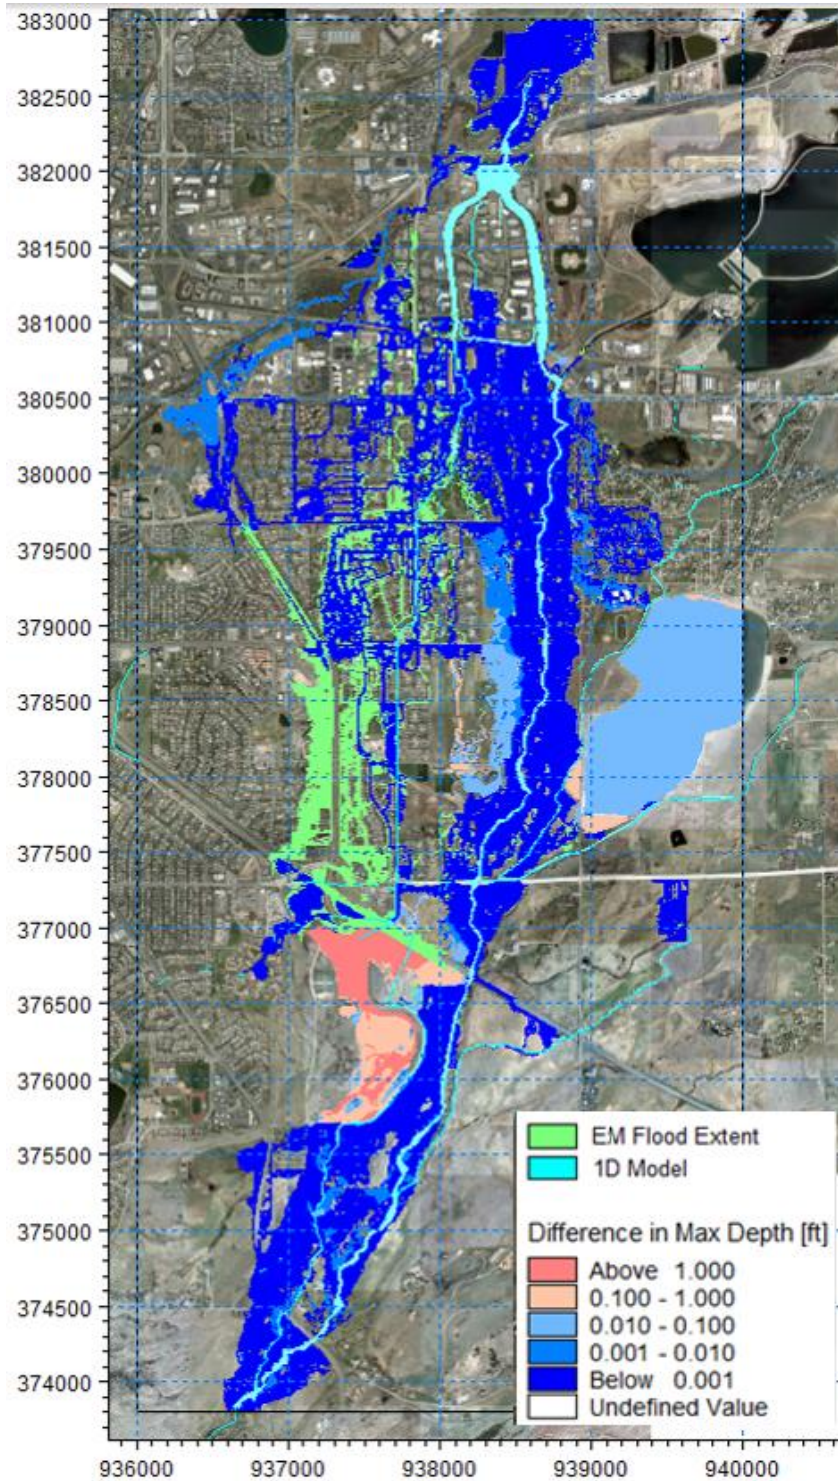 383000
382500
382000
381500
381000
380500
380000
379500
379000
378500
378000
377500
377000
376500
376000
375500
375000
374500
374000
EM Flood Extent
1D Model
Difference in Max Depth [ft]
Above 1.000
0.100 - 1.000
0.010 - 0.100
0.001 - 0.010
Below 0.001
Undefined Value
936000 937000 938000 939000 940000